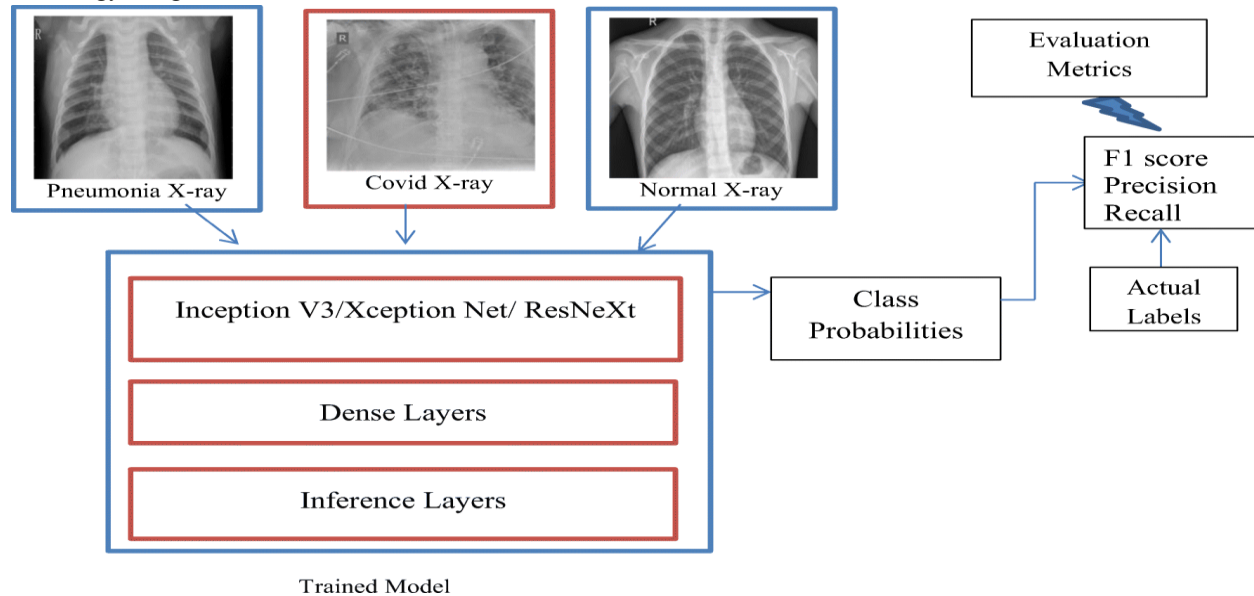 R
R
R
Pneumonia X-ray
Covid X-ray
Normal X-ray
Evaluation
Metrics
F1 score
Precision
Recall
Inception V3/Xception Net/ ResNeXt
Dense Layers
Inference Layers
Class
Probabilities
Actual
Labels
Trained Model